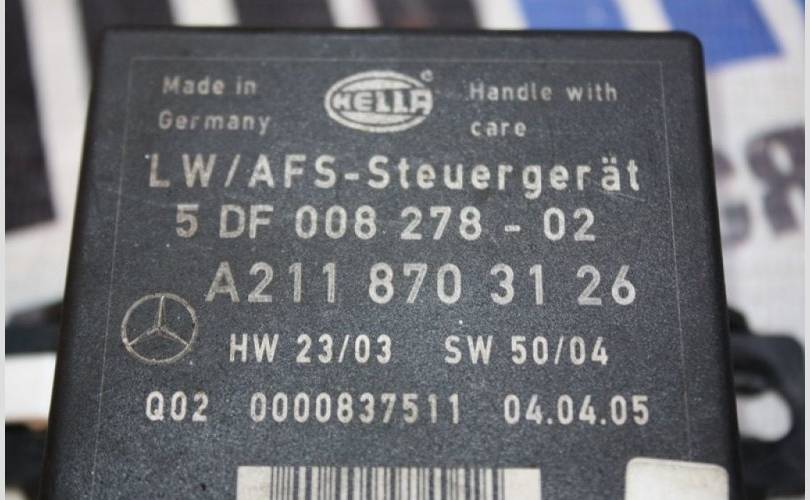 Made in
Germany
HELLA
Handle with
care
LW/AFS-Steuergerät
5 DF 008 278 - 02
A211 870 31 26
HW 23/03 SW 50/04
Q02 0000837511 04.04.05